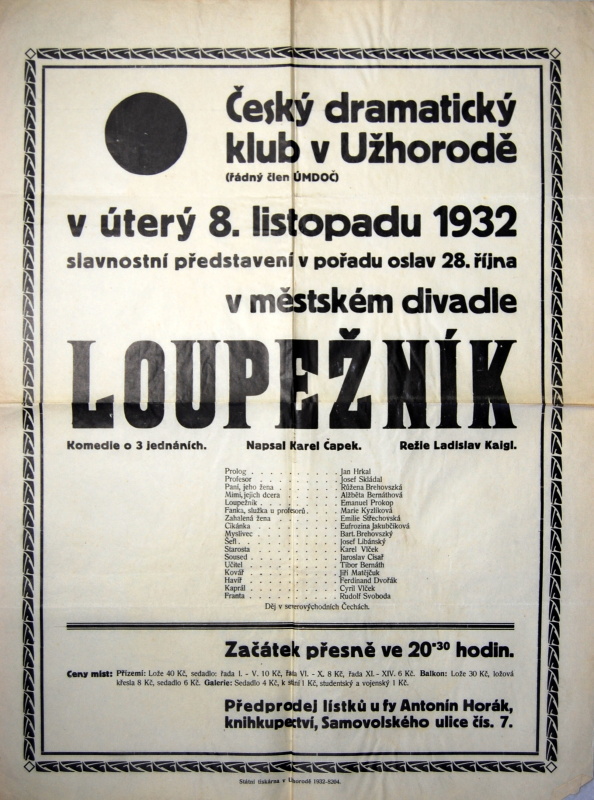 Český dramatický
klub v Užhorodě
(řádný člen ÚMDOČ)
v úterý 8. listopadu 1932
slavnostní představení v pořadu oslav 28. října
v městském divadle
LOUPEŽNÍK
Komedie o 3 jednáních. Napsal Karel Čapek. Režie Ladislav Kaigl.
Prolog . . . . . . . . . . Jan Hrkal
Profesor . . . . . . . . . . Josef Skládal
Paní, jeho žena . . . . . . . . . . Růžena Brehovszká
Mimi, jejich dcera . . . . . . . . . . Alžběta Bernáthová
Loupežník . . . . . . . . . . Emanuel Prokop
Fanka, služka u profesorů . . . . . . . . . . Marie Kyzlíková
Zahalená žena . . . . . . . . . . Emilie Střechovská
Cikánka . . . . . . . . . . Eufrozina Jakubčíková
Myslivec . . . . . . . . . . Bart. Brehovszký
Šefl . . . . . . . . . . Josef Libánský
Starosta . . . . . . . . . . Karel Vlček
Soused . . . . . . . . . . Jaroslav Císař
Učitel . . . . . . . . . . Tibor Bernáth
Kovář . . . . . . . . . . Jiří Matějčuk
Havíř . . . . . . . . . . Ferdinand Dvořák
Kaprál . . . . . . . . . . Cyril Vlček
Franta . . . . . . . . . . Rudolf Svoboda
Děj v severovýchodních Čechách.
Začátek přesně ve 20·30 hodin.
Ceny míst: Přízemí: Lože 40 Kč, sedadlo: řada I. - V. 10 Kč, řada VI. - X. 8 Kč, řada XI. - XIV. 6 Kč. Balkon: Lože 30 Kč, ložová
křesla 8 Kč, sedadlo 6 Kč. Galerie: Sedadlo 4 Kč, k stání 1 Kč, studentský a vojenský 1 Kč.
Předprodej lístků u fy Antonín Horák,
knihkupectví, Samovolského ulice čís. 7.
Státní tiskárna v Užhorodě 1932-8204.